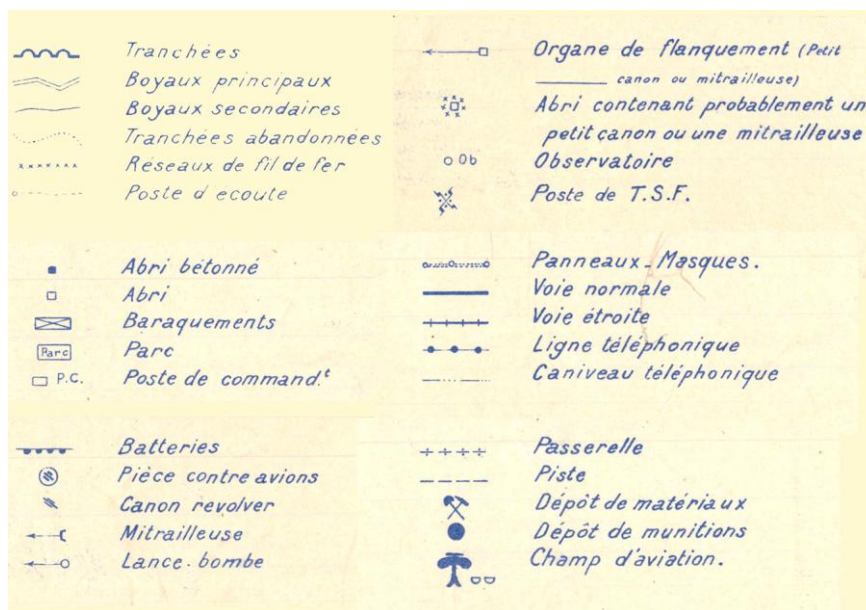 Tranchées
Boyaux principaux
Boyaux secondaires
Tranchées abandonnées
Réseaux de fil de fer
Poste d ecoute
Abri bétonné
Abri
Baraquements
Parc Parc
P.C. Poste de command.t
Batteries
Pièce contre avions
Canon revolver
Mitrailleuse
Lance-bombe
Organe de flanquement (Petit
canon ou mitrailleuse)
Abri contenant probablement un
petit canon ou une mitrailleuse
Ob Observatoire
Poste de T.S.F.
Panneaux-Masques.
Voie normale
Voie étroite
Ligne téléphonique
Caniveau téléphonique
Passerelle
Piste
Dépôt de matériaux
Dépôt de munitions
Champ d'aviation.